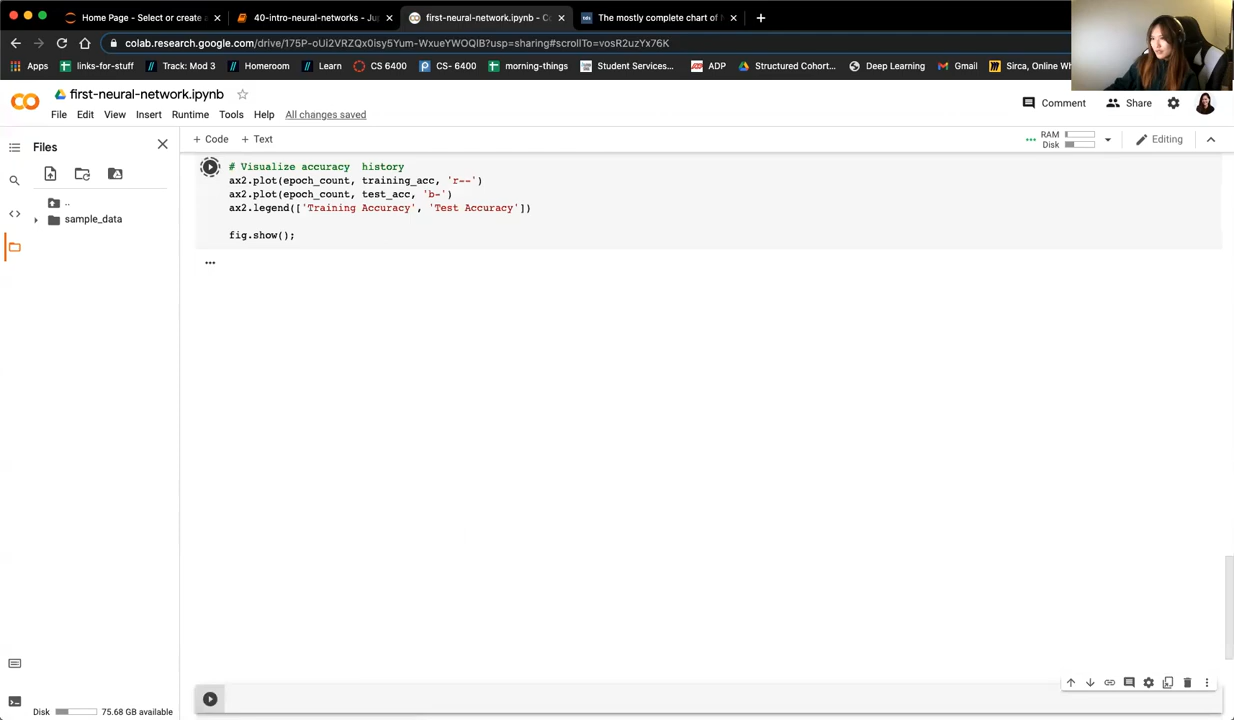 Home Page - Select or create a
40-intro-neural-networks - Ju
first-neural-network.ipynb - Co
The mostly complete chart of N
colab.research.google.com/drive/175P-oUi2VRZQx0isy5Yum-WxueYWOQIB?usp=sharing#scrollTo=vosR2uzYx76K
Apps
links-for-stuff
Track: Mod 3
Homeroom
Learn
CS 6400
CS- 6400
morning-things
Student Services...
ADP
Structured Cohort...
Deep Learning
Gmail
Sirca, Online Wh
first-neural-network.ipynb
Comment
Share
File Edit View Insert Runtime Tools Help All changes saved
Files
+ Code + Text
RAM
Disk
Editing
..
sample_data
# Visualize accuracy  history
ax2.plot(epoch_count, training_acc, 'r--')
ax2.plot(epoch_count, test_acc, 'b-')
ax2.legend(['Training Accuracy', 'Test Accuracy'])
fig.show();
Disk
75.68 GB available